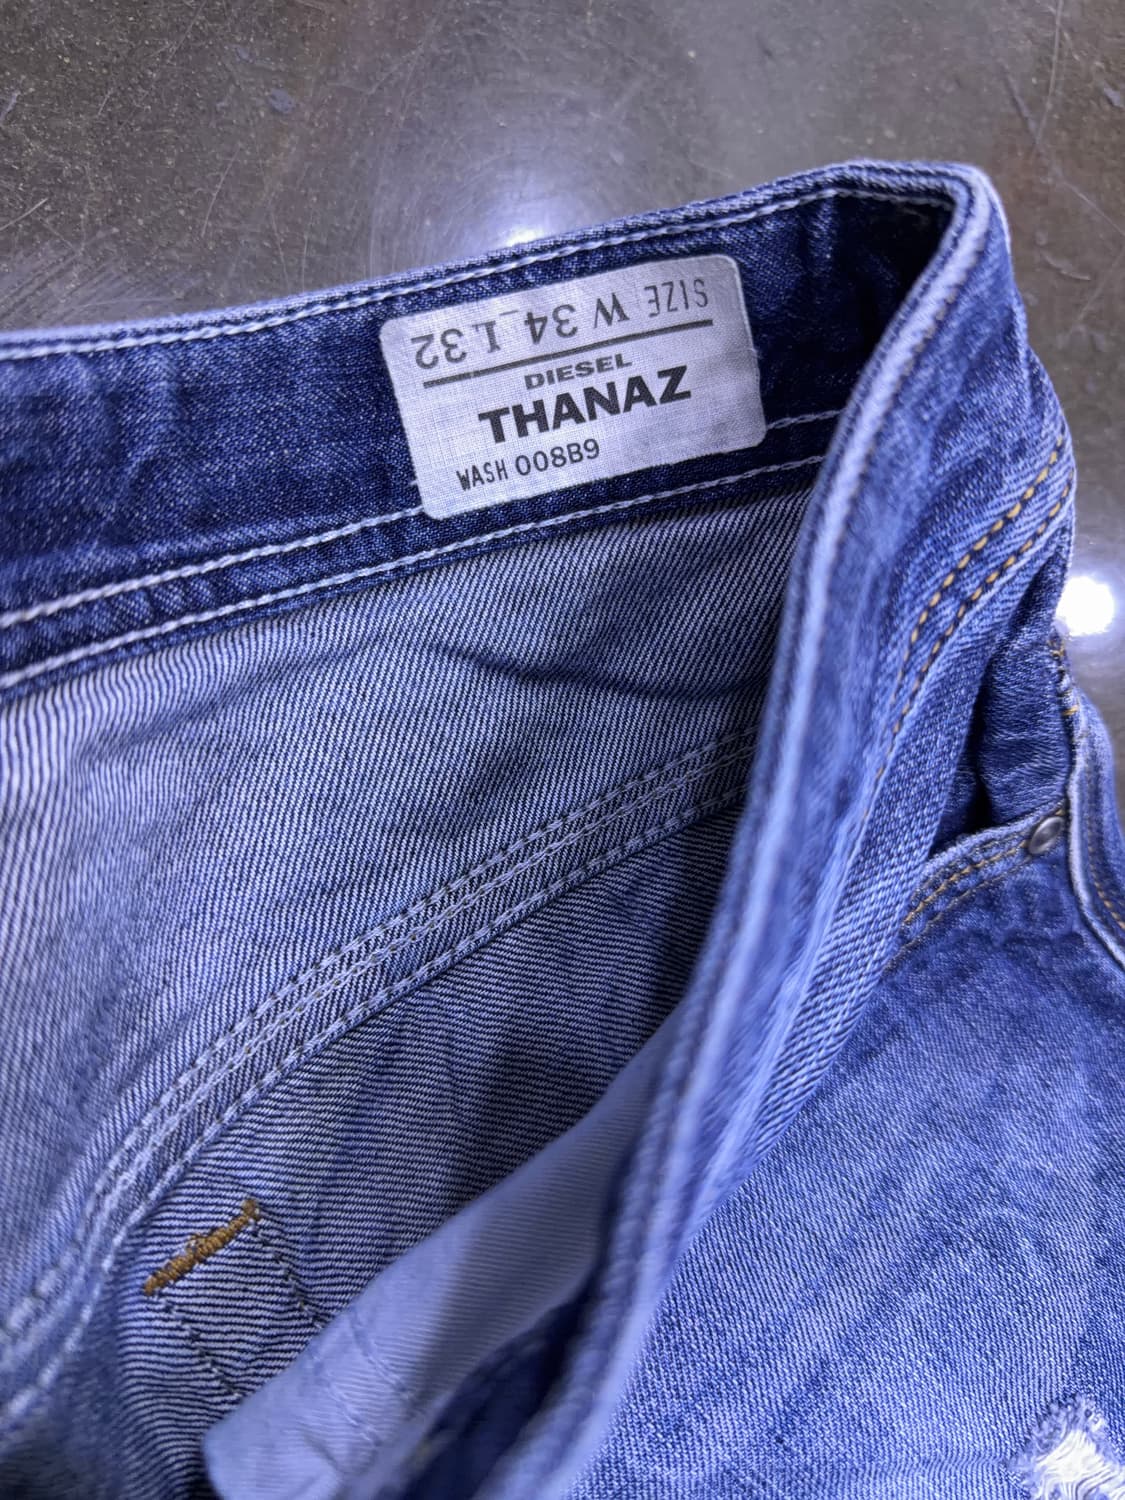 SIZE W 34 L 32
DIESEL
THANAZ
WASH 008B9